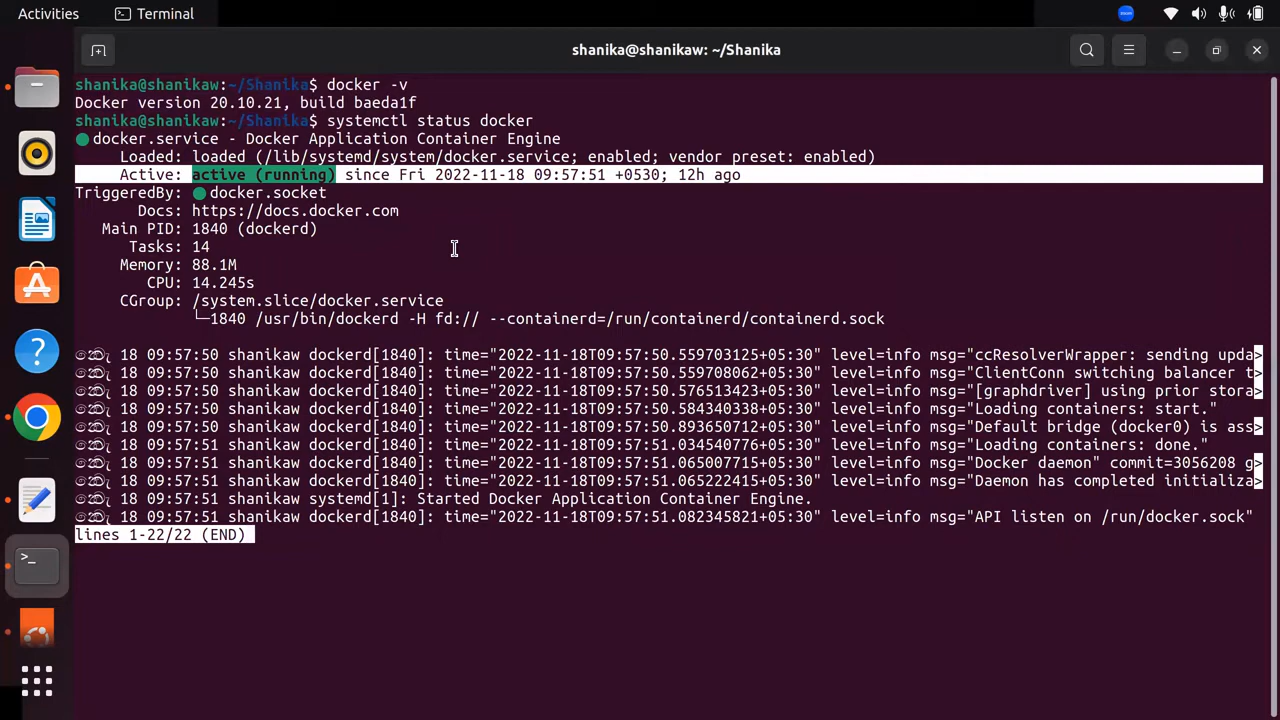 Activities
Terminal
zoom
shanika@shanikaw: ~/Shanika
shanika@shanikaw:~/Shanika$ docker -v
Docker version 20.10.21, build baeda1f
shanika@shanikaw:~/Shanika$ systemctl status docker
● docker.service - Docker Application Container Engine
Loaded: loaded (/lib/systemd/system/docker.service; enabled; vendor preset: enabled)
Active: active (running) since Fri 2022-11-18 09:57:51 +0530; 12h ago
TriggeredBy: ● docker.socket
Docs: https://docs.docker.com
Main PID: 1840 (dockerd)
Tasks: 14
Memory: 88.1M
CPU: 14.245s
CGroup: /system.slice/docker.service
└─1840 /usr/bin/dockerd -H fd:// --containerd=/run/containerd/containerd.sock
18 09:57:50 shanikaw dockerd[1840]: time="2022-11-18T09:57:50.559703125+05:30" level=info msg="ccResolverWrapper: sending upda>
18 09:57:50 shanikaw dockerd[1840]: time="2022-11-18T09:57:50.559708062+05:30" level=info msg="ClientConn switching balancer t>
18 09:57:50 shanikaw dockerd[1840]: time="2022-11-18T09:57:50.576513423+05:30" level=info msg="[graphdriver] using prior stora>
18 09:57:50 shanikaw dockerd[1840]: time="2022-11-18T09:57:50.584340338+05:30" level=info msg="Loading containers: start."
18 09:57:50 shanikaw dockerd[1840]: time="2022-11-18T09:57:50.893650712+05:30" level=info msg="Default bridge (docker0) is ass>
18 09:57:51 shanikaw dockerd[1840]: time="2022-11-18T09:57:51.034540776+05:30" level=info msg="Loading containers: done."
18 09:57:51 shanikaw dockerd[1840]: time="2022-11-18T09:57:51.065007715+05:30" level=info msg="Docker daemon" commit=3056208 g>
18 09:57:51 shanikaw dockerd[1840]: time="2022-11-18T09:57:51.065222415+05:30" level=info msg="Daemon has completed initializa>
18 09:57:51 shanikaw systemd[1]: Started Docker Application Container Engine.
18 09:57:51 shanikaw dockerd[1840]: time="2022-11-18T09:57:51.082345821+05:30" level=info msg="API listen on /run/docker.sock"
lines 1-22/22 (END)